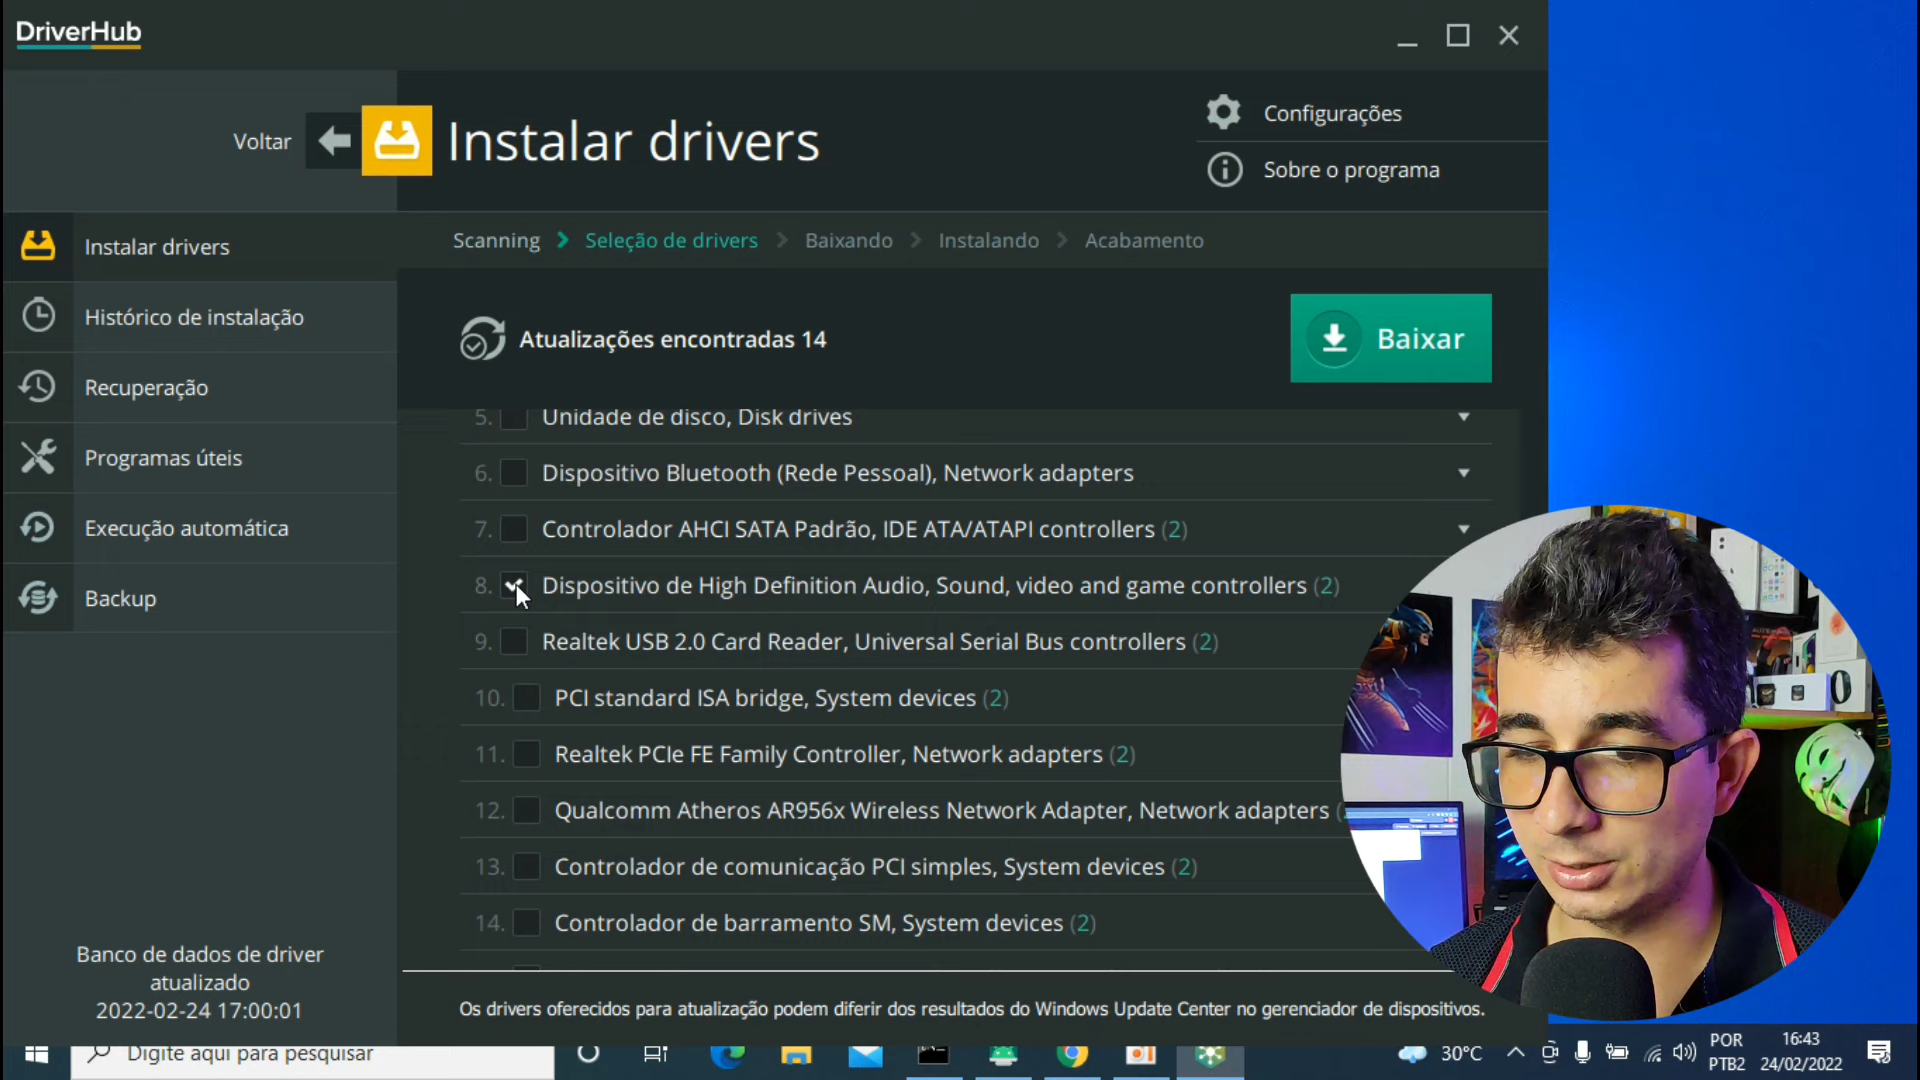 DriverHub
Voltar
Instalar drivers
Configurações
Sobre o programa
Instalar drivers
Histórico de instalação
Recuperação
Programas úteis
Execução automática
Backup
Banco de dados de driver
atualizado
2022-02-24 17:00:01
Scanning
Seleção de drivers
Baixando
Instalando
Acabamento
Atualizações encontradas 14
Baixar
5. Unidade de disco, Disk drives
6. Dispositivo Bluetooth (Rede Pessoal), Network adapters
7. Controlador AHCI SATA Padrão, IDE ATA/ATAPI controllers (2)
8. Dispositivo de High Definition Audio, Sound, video and game controllers (2)
9. Realtek USB 2.0 Card Reader, Universal Serial Bus controllers (2)
10. PCI standard ISA bridge, System devices (2)
11. Realtek PCIe FE Family Controller, Network adapters (2)
12. Qualcomm Atheros AR956x Wireless Network Adapter, Network adapters (
13. Controlador de comunicação PCI simples, System devices (2)
14. Controlador de barramento SM, System devices (2)
Os drivers oferecidos para atualização podem diferir dos resultados do Windows Update Center no gerenciador de dispositivos.
Digite aqui para pesquisar
30°C
POR
PTB2
16:43
24/02/2022